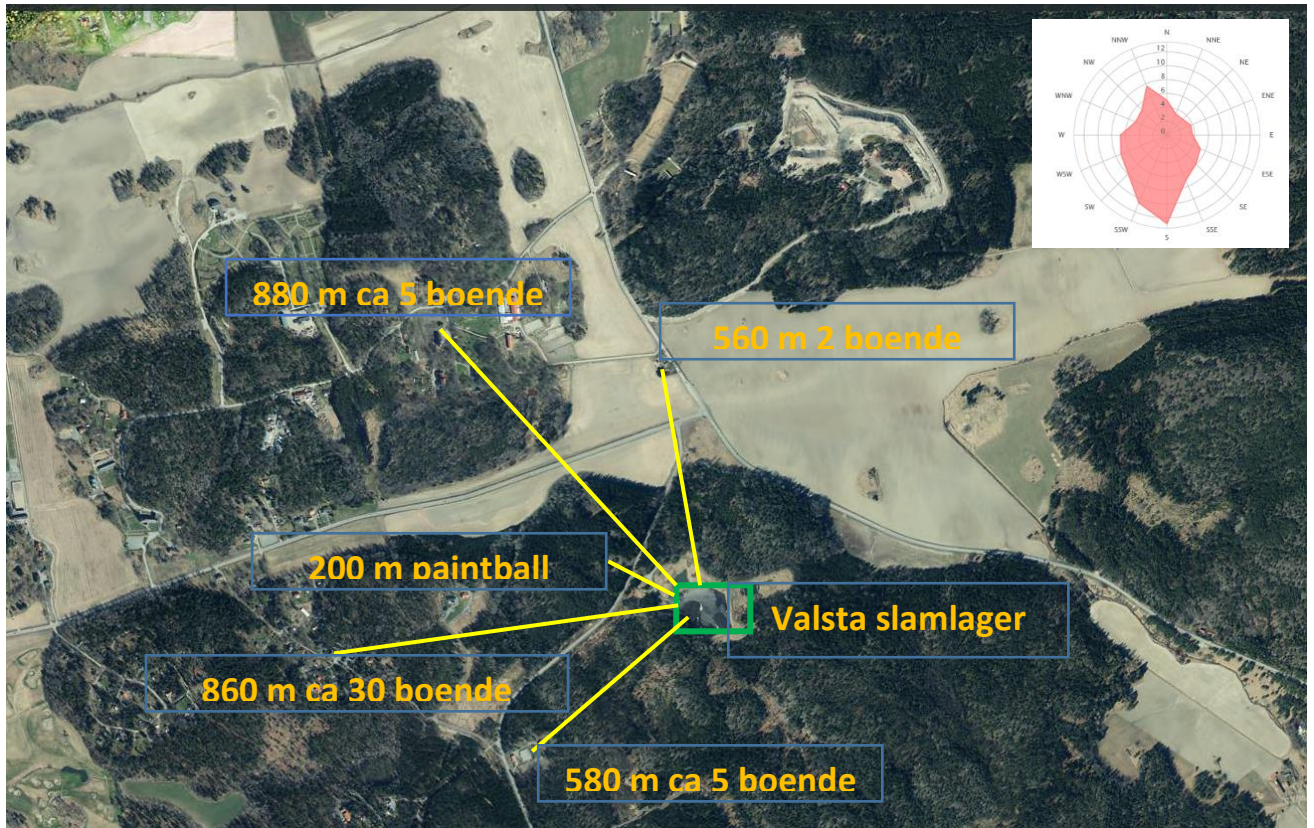 N
NNW
NNE
NW
NE
WNW
ENE
W
E
WSW
ESE
SW
SE
SSW
SSE
S
12
10
8
6
4
2
0
880 m ca 5 boende
560 m 2 boende
200 m paintball
Valsta slamlager
860 m ca 30 boende
580 m ca 5 boende